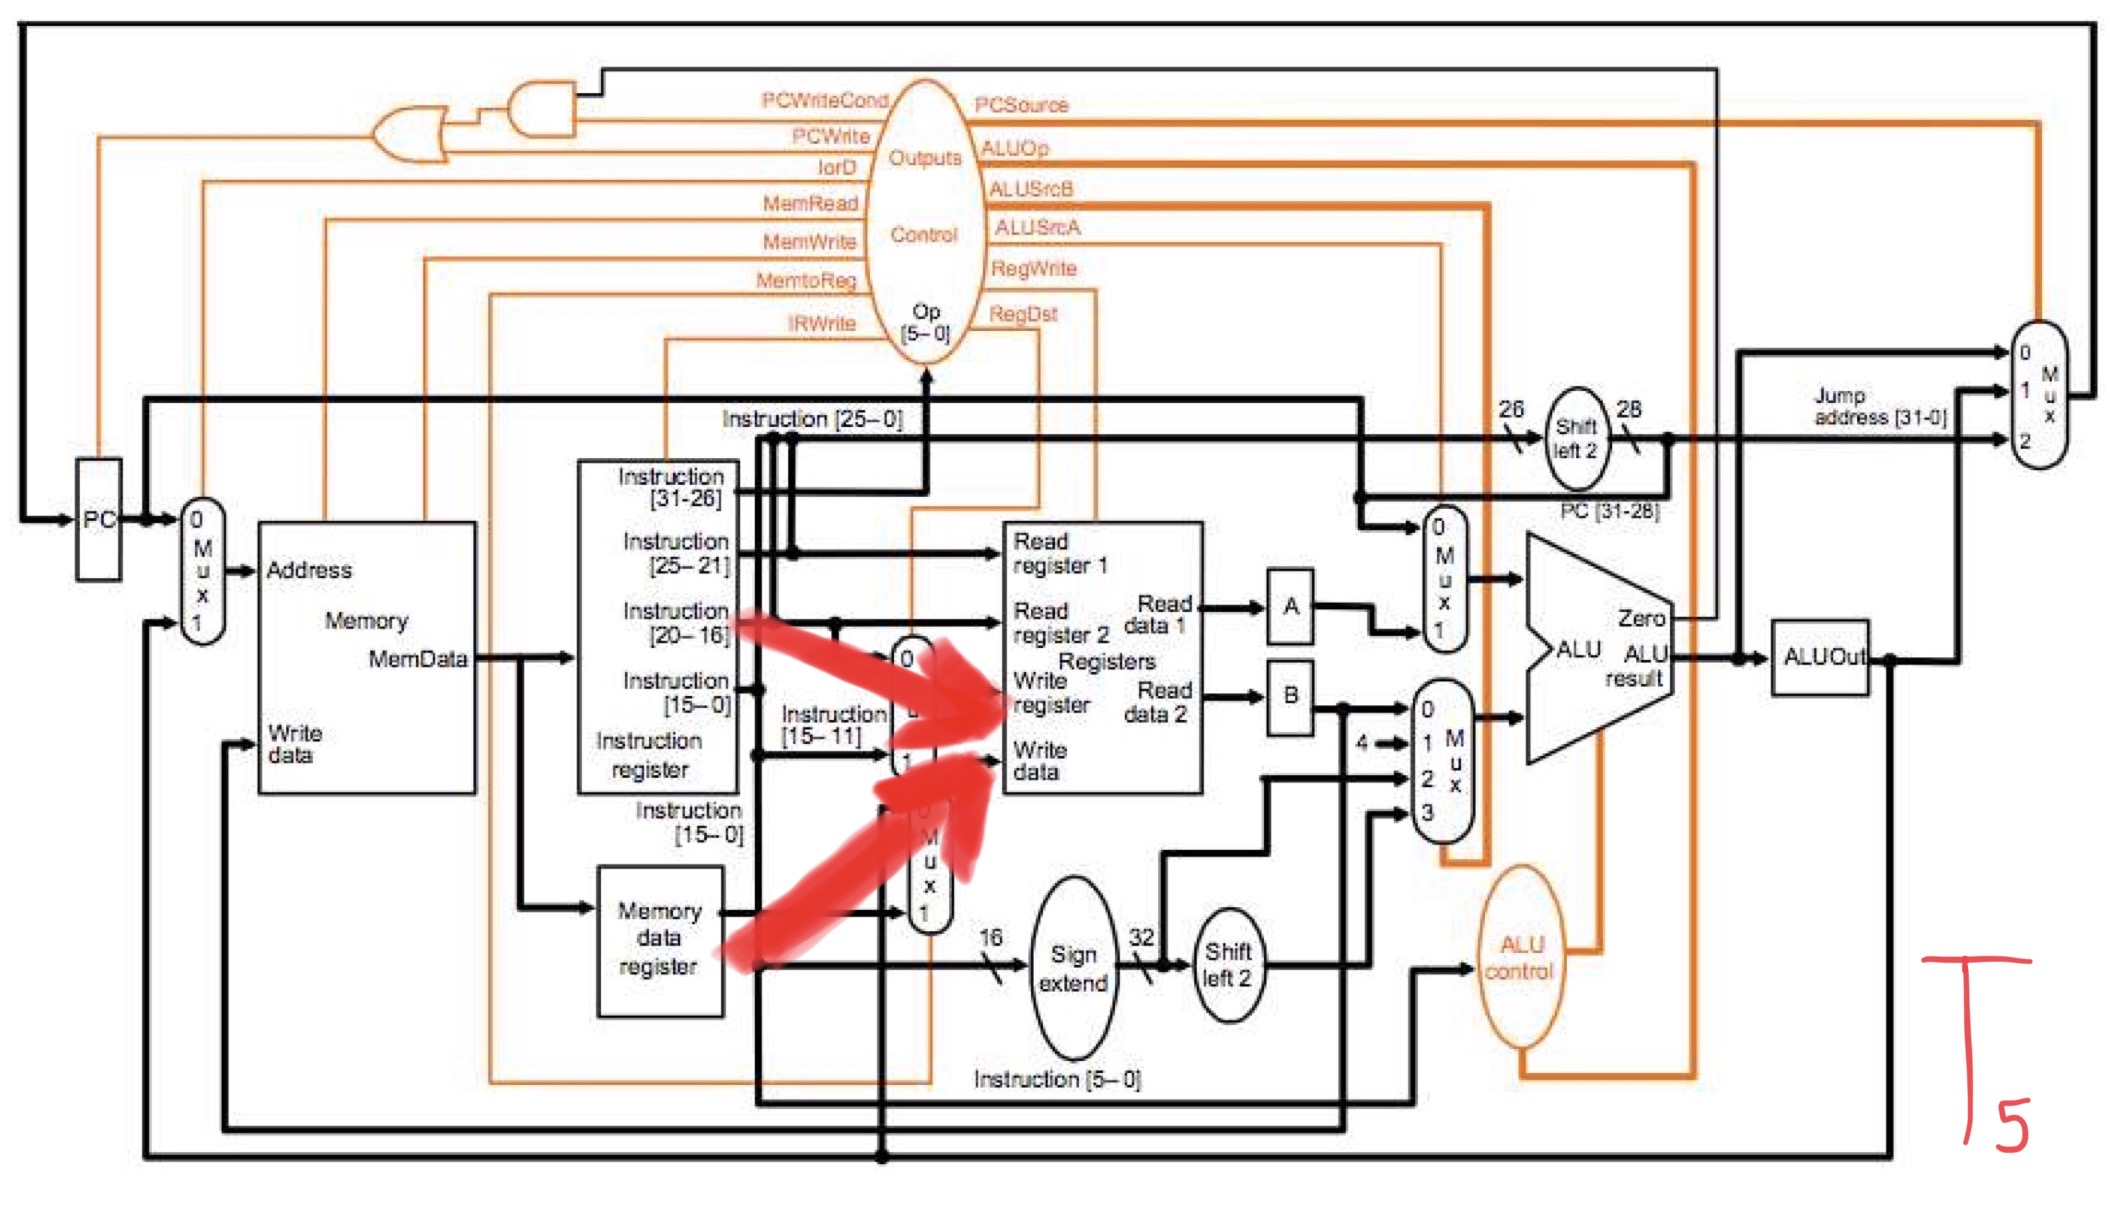 PCWriteCond
PCSource
PCWrite
ALUOp
Outputs
IorD
ALUSrcB
MemRead
ALUSrcA
Control
MemWrite
RegWrite
MemtoReg
RegDst
Op
[5-0]
IRWrite
Instruction [25-0]
26
28
Shift
left 2
Jump
address [31-0]
0
1
2
M
u
x
PC [31-28]
PC
0
M
u
x
1
Address
Memory
MemData
Write
data
Instruction
[31-26]
Instruction
[25-21]
Instruction
[20-16]
Instruction
[15-0]
Instruction
register
Instruction
[15-11]
0
1
Read
register 1
Read
register 2
Registers
Write
register
Write
data
Read
data 1
Read
data 2
A
B
0
M
u
x
1
4
0
1
2
3
M
u
x
Zero
ALU
ALU
result
ALUOut
Instruction
[15-0]
Memory
data
register
M
u
x
1
16
Sign
extend
32
Shift
left 2
ALU
control
Instruction [5-0]
T5